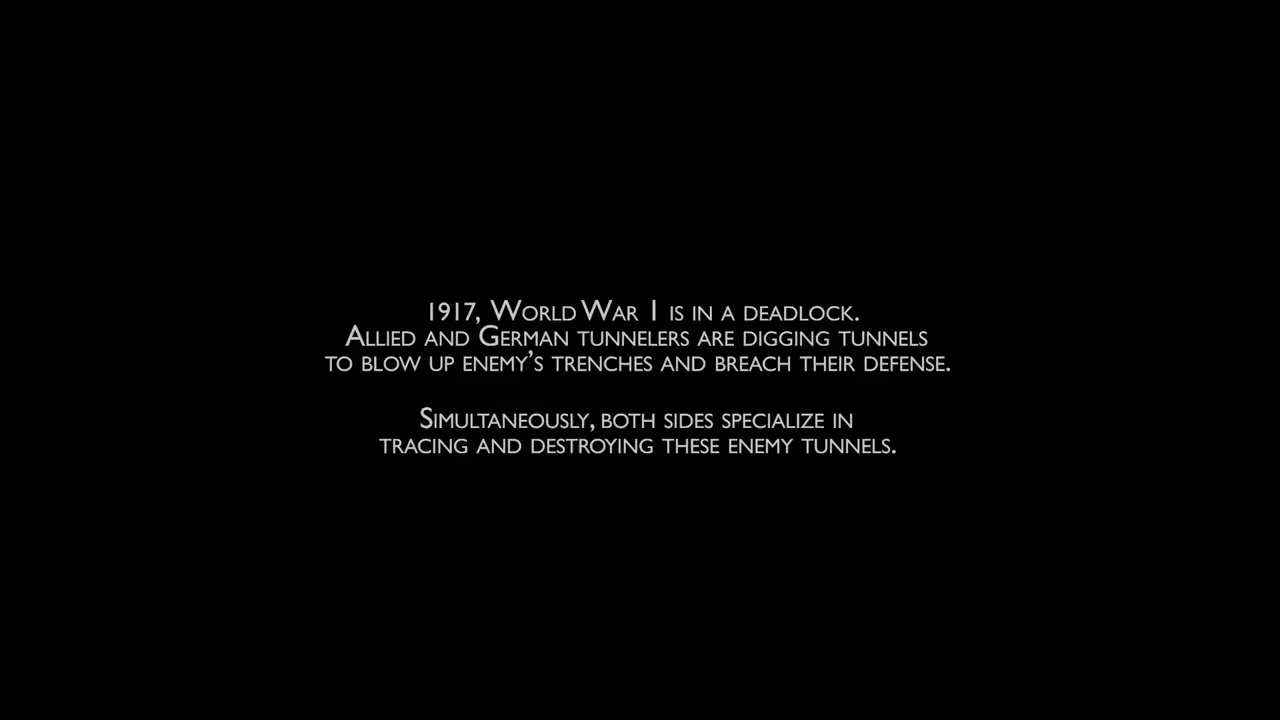 1917, World War I is in a deadlock.
Allied and German tunnelers are digging tunnels
to blow up enemy's trenches and breach their defense.
Simultaneously, both sides specialize in
tracing and destroying these enemy tunnels.